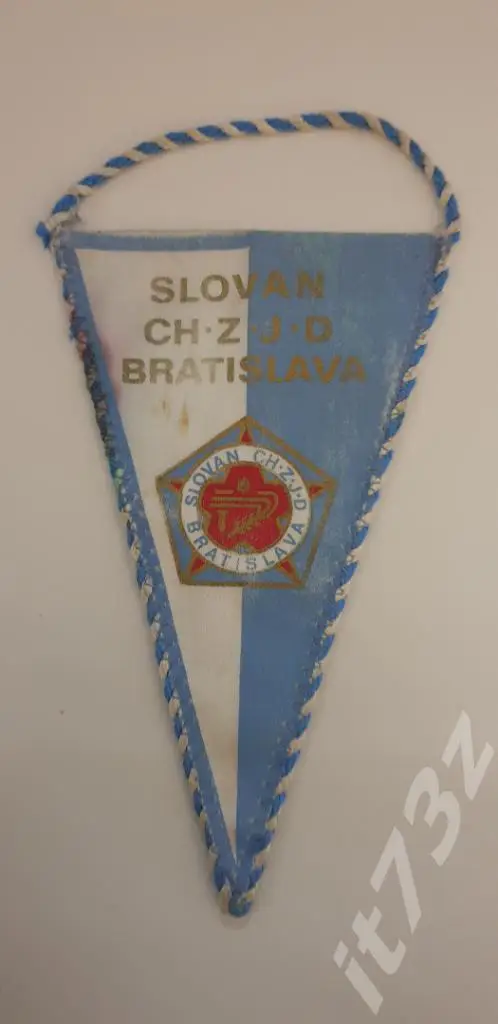 SLOVAN
CH·Z·J·D
BRATISLAVA
SLOVAN CH·Z·J·D
BRATISLAVA
it73z